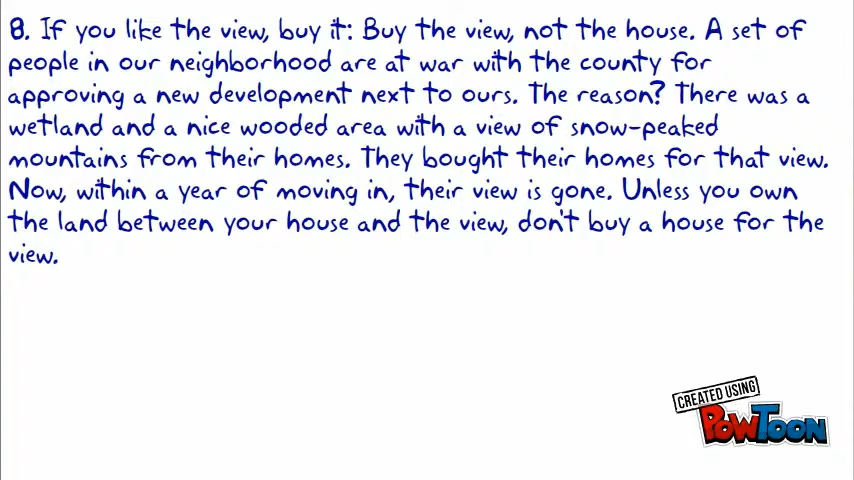 8. If you like the view, buy it: Buy the view, not the house. A set of
people in our neighborhood are at war with the county for
approving a new development next to ours. The reason? There was a
wetland and a nice wooded area with a view of snow-peaked
mountains from their homes. They bought their homes for that view.
Now, within a year of moving in, their view is gone. Unless you own
the land between your house and the view, don't buy a house for the
view.
CREATED USING
POWTOON